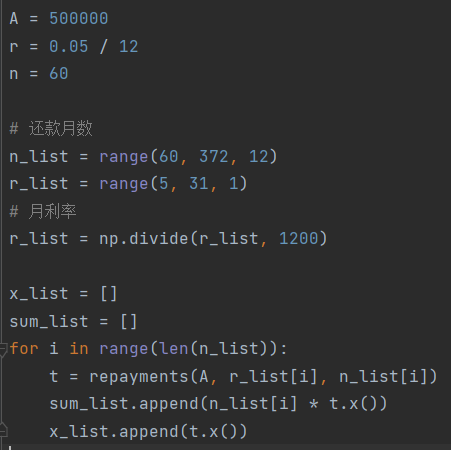 A = 500000
r = 0.05 / 12
n = 60
# 还款月数
n_list = range(60, 372, 12)
r_list = range(5, 31, 1)
# 月利率
r_list = np.divide(r_list, 1200)
x_list = []
sum_list = []
for i in range(len(n_list)):
    t = repayments(A, r_list[i], n_list[i])
    sum_list.append(n_list[i] * t.x())
    x_list.append(t.x())